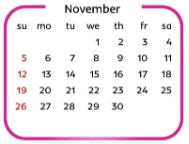 November
su mo tu we th fr sa
1 2 3 4
5 6 7 8 9 10 11
12 13 14 15 16 17 18
19 20 21 22 23 24 25
26 27 28 29 30